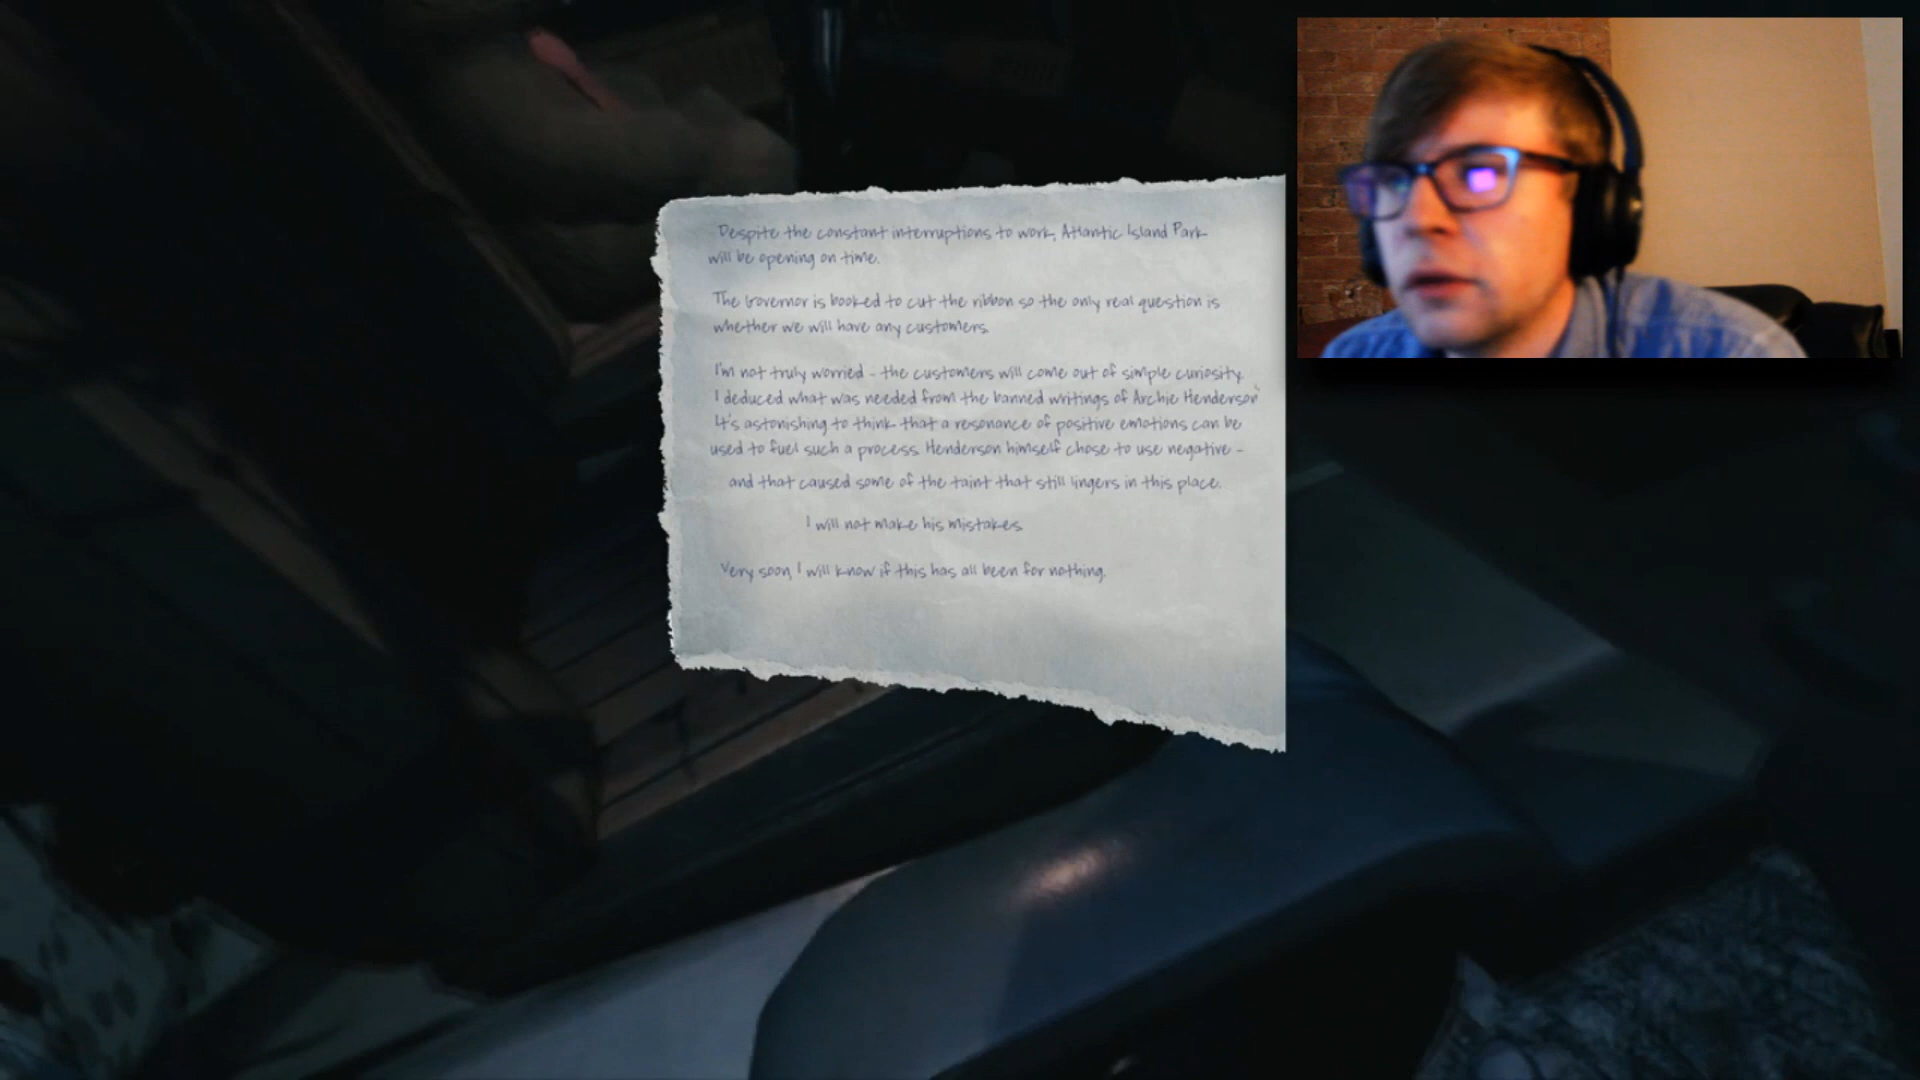 Despite the constant interruptions to work, Atlantic Island Park
will be opening on time.
The Governor is booked to cut the ribbon so the only real question is
whether we will have any customers.
I'm not truly worried - the customers will come out of simple curiosity.
I deduced what was needed from the banned writings of Archie Henderson
It's astonishing to think that a resonance of positive emotions can be
used to fuel such a process. Henderson himself chose to use negative -
and that caused some of the taint that still lingers in this place.
I will not make his mistakes.
Very soon, I will know if this has all been for nothing.